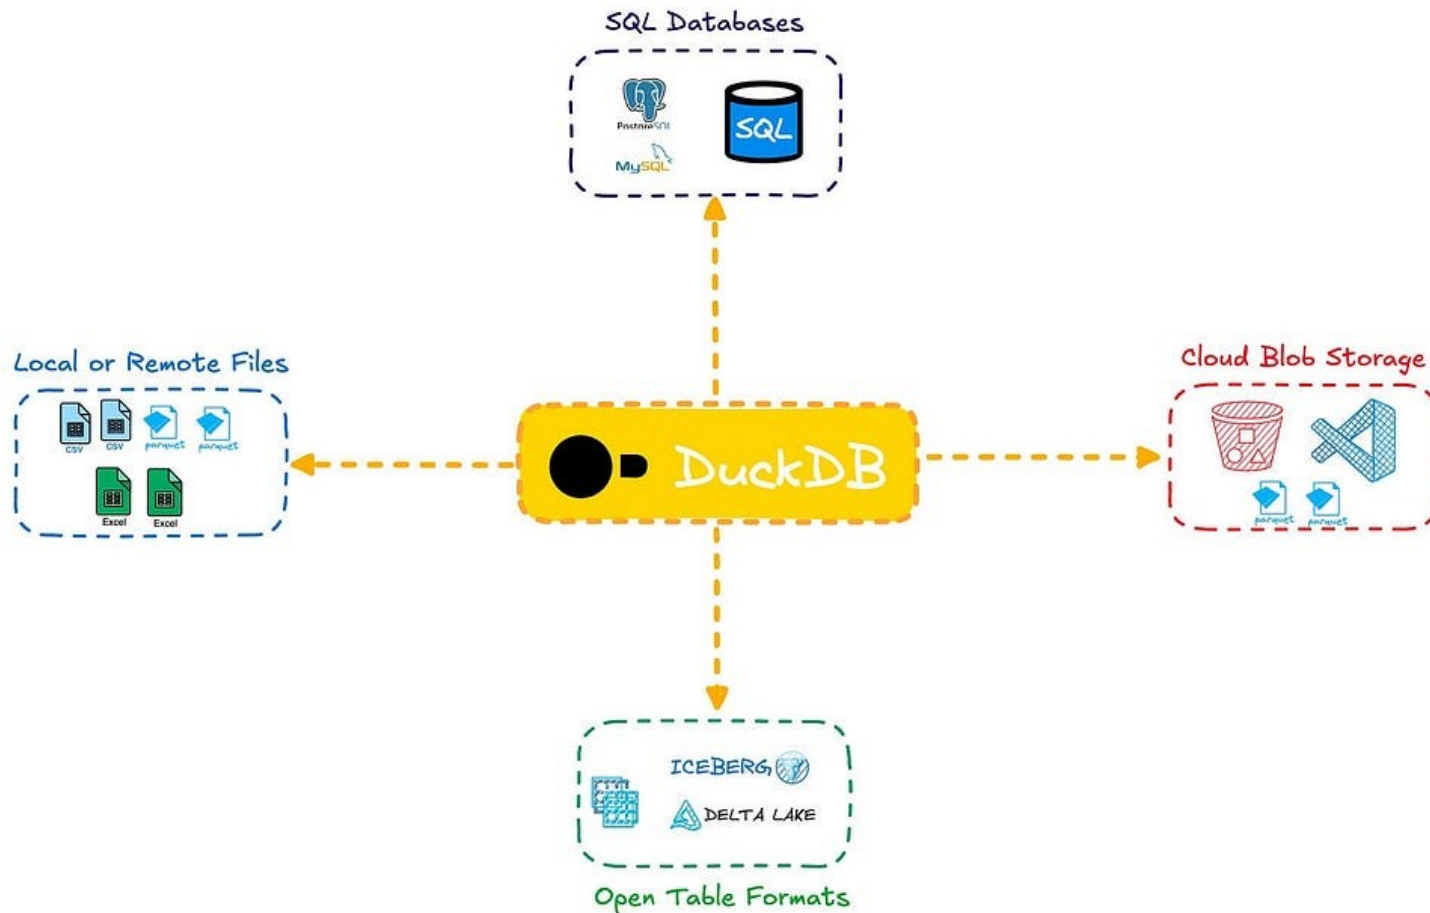 SQL Databases
PostgreSQL
SQL
MySQL
Local or Remote Files
Cloud Blob Storage
CSV
CSV
parquet
parquet
Excel
Excel
DuckDB
parquet
parquet
ICEBERG
DELTA LAKE
Open Table Formats